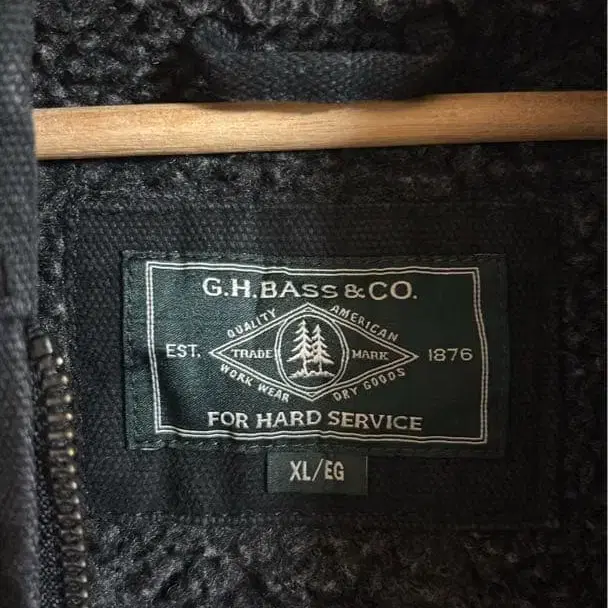 G.H.BASS & CO.
QUALITY AMERICAN
EST. TRADE MARK 1876
WORK WEAR DRY GOODS
FOR HARD SERVICE
XL/EG